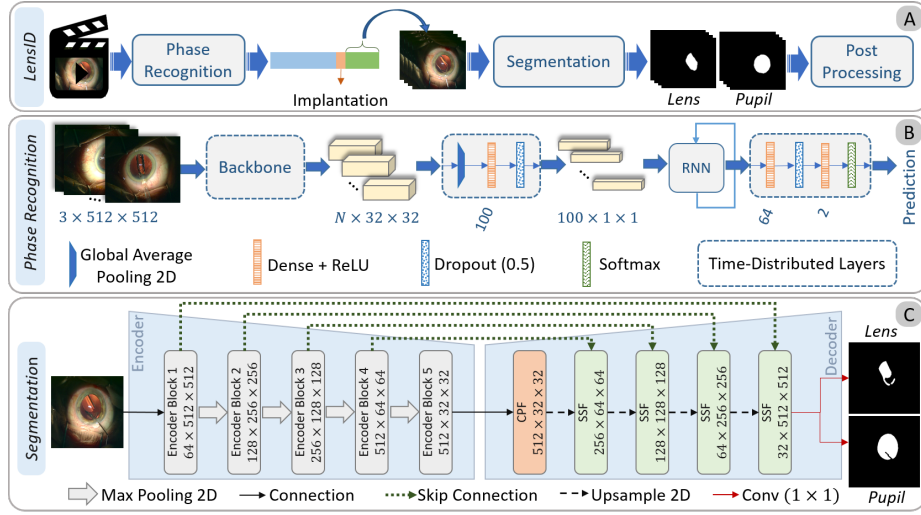 LensID
A
Phase
Recognition
Implantation
Segmentation
Lens
Pupil
Post
Processing
Phase Recognition
B
3 × 512 × 512
Backbone
N × 32 × 32
100
100 × 1 × 1
RNN
64
2
Prediction
Global Average
Pooling 2D
Dense + ReLU
Dropout (0.5)
Softmax
Time-Distributed Layers
Segmentation
C
Encoder
Encoder Block 1
64 × 512 × 512
Encoder Block 2
128 × 256 × 256
Encoder Block 3
256 × 128 × 128
Encoder Block 4
512 × 64 × 64
Encoder Block 5
512 × 32 × 32
CPF
512 × 32 × 32
SSF
256 × 64 × 64
SSF
128 × 128 × 128
SSF
64 × 256 × 256
SSF
32 × 512 × 512
Decoder
Lens
Pupil
Max Pooling 2D
Connection
Skip Connection
Upsample 2D
Conv (1 × 1)